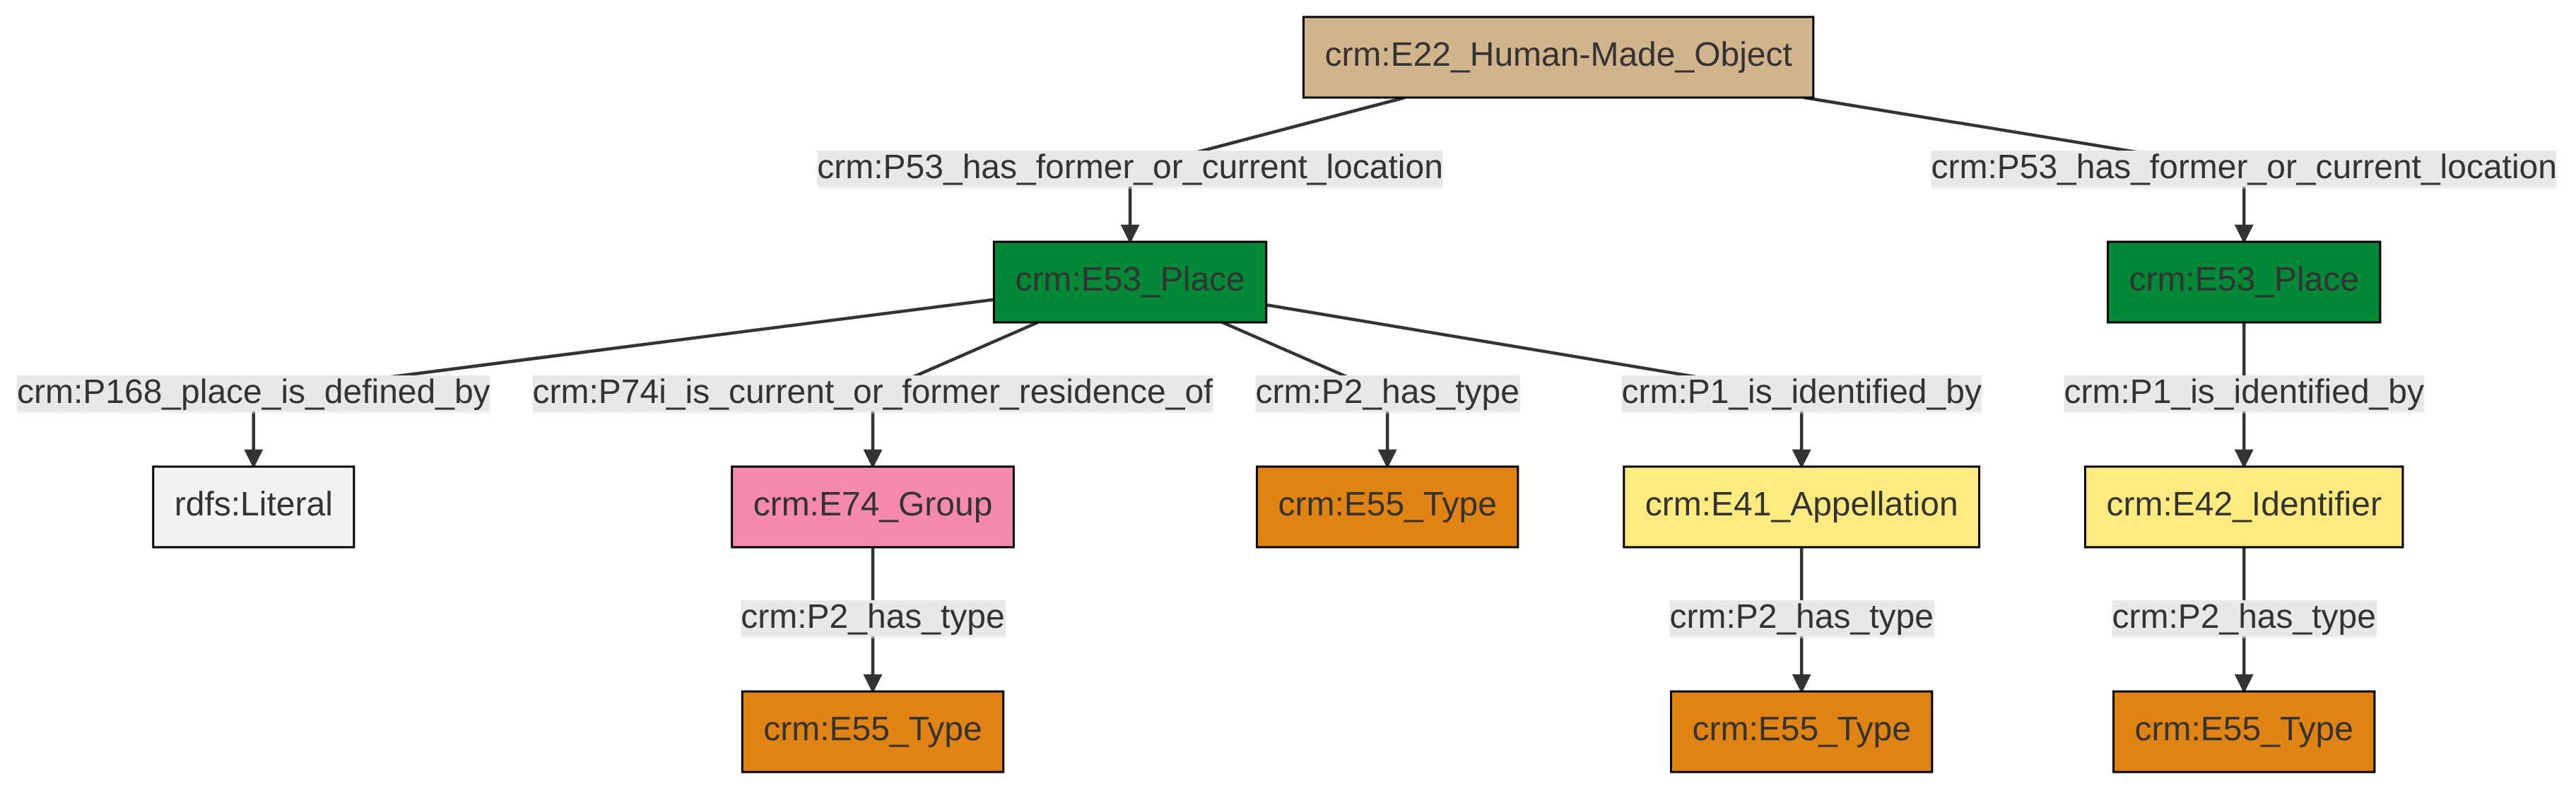 crm:E22_Human-Made_Object
crm:P53_has_former_or_current_location
crm:P53_has_former_or_current_location
crm:E53_Place
crm:E53_Place
crm:P168_place_is_defined_by
crm:P74i_is_current_or_former_residence_of
crm:P2_has_type
crm:P1_is_identified_by
crm:P1_is_identified_by
rdfs:Literal
crm:E74_Group
crm:E55_Type
crm:E41_Appellation
crm:E42_Identifier
crm:P2_has_type
crm:P2_has_type
crm:P2_has_type
crm:E55_Type
crm:E55_Type
crm:E55_Type